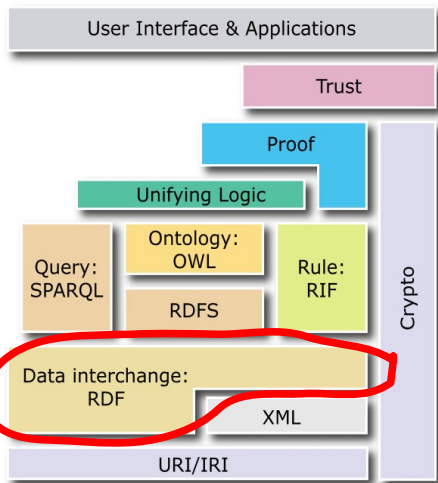 User Interface & Applications
Trust
Proof
Unifying Logic
Query:
SPARQL
Ontology:
OWL
Rule:
RIF
RDFS
Crypto
Data interchange:
RDF
XML
URI/IRI